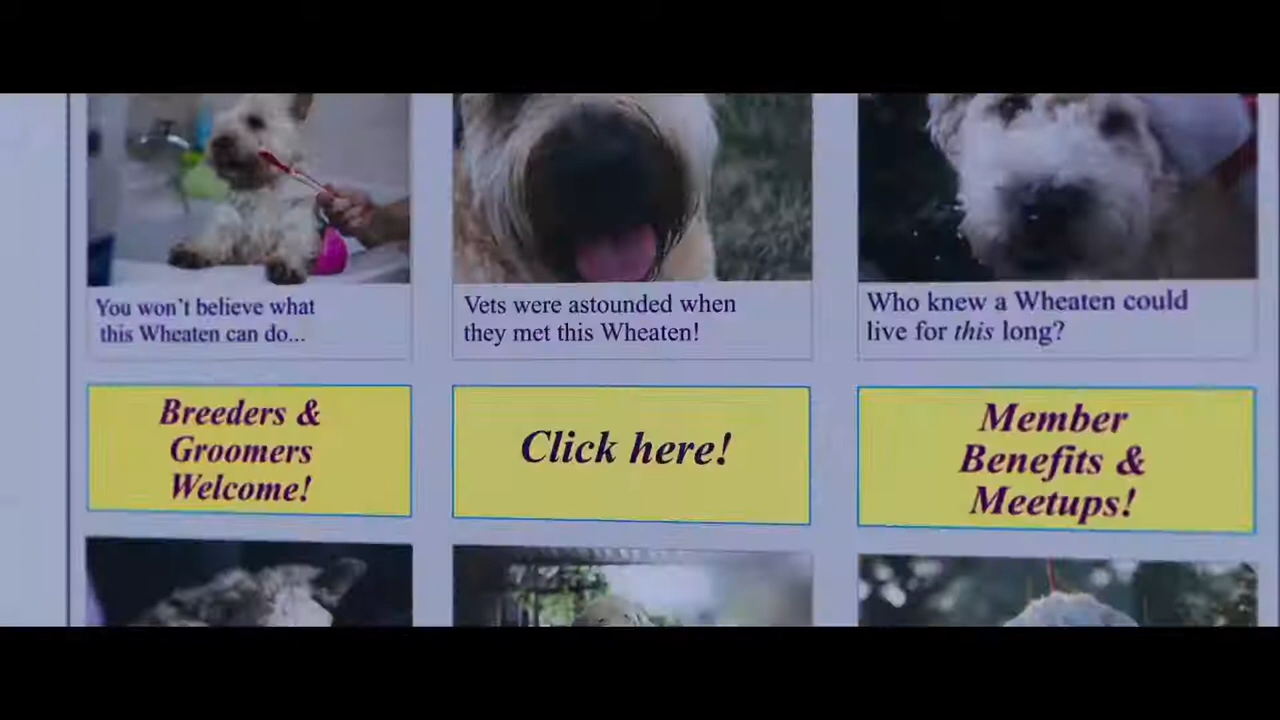 You won't believe what
this Wheaten can do...
Vets were astounded when
they met this Wheaten!
Who knew a Wheaten could
live for this long?
Breeders &
Groomers
Welcome!
Click here!
Member
Benefits &
Meetups!